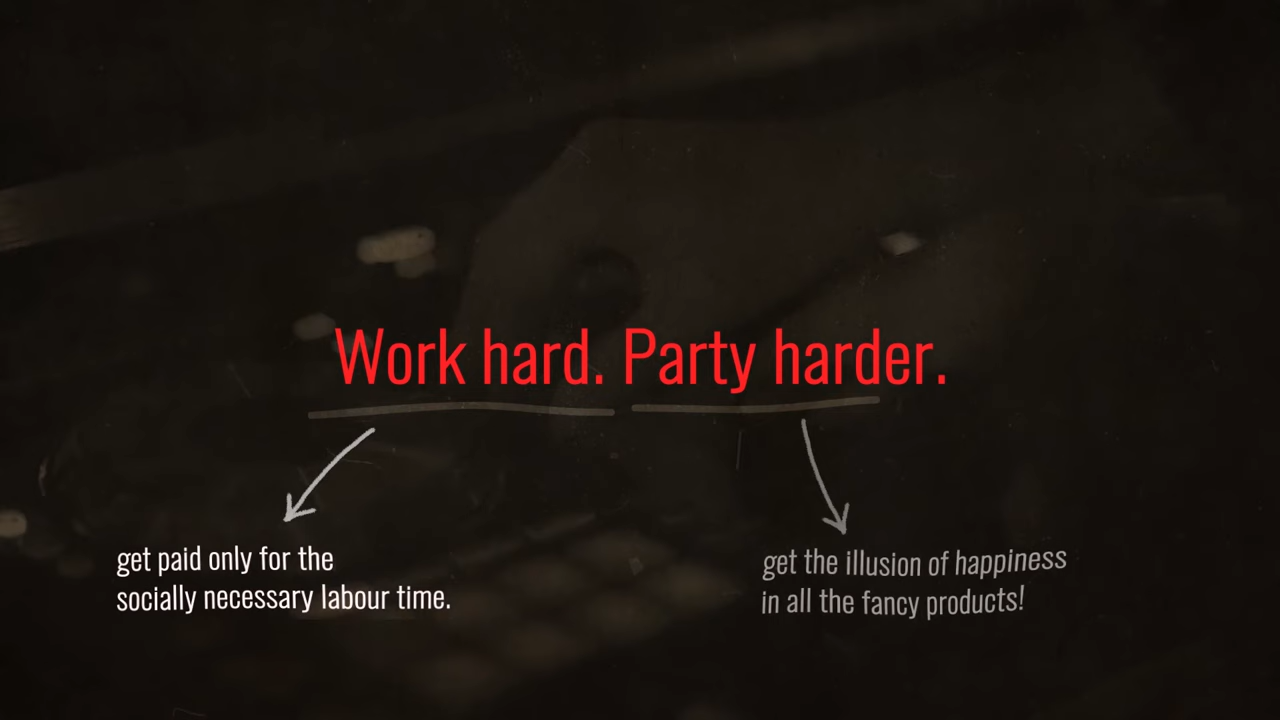 Work hard. Party harder.
get paid only for the
socially necessary labour time.
get the illusion of happiness
in all the fancy products!